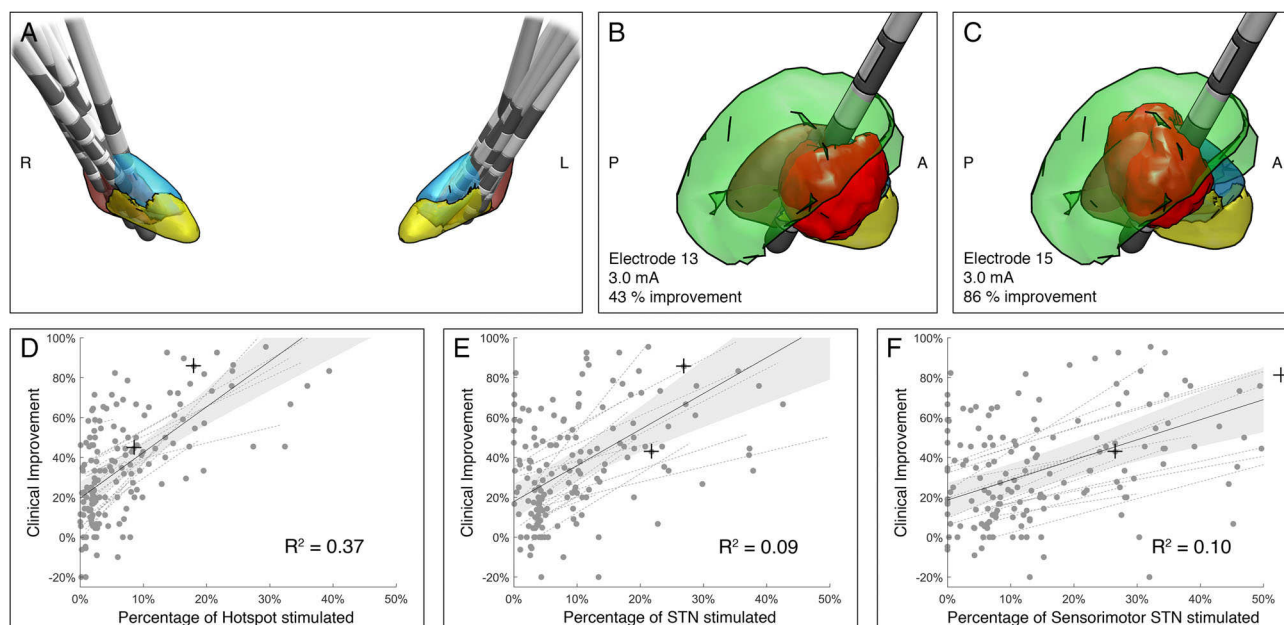 A
R
L
B
P
A
Electrode 13
3.0 mA
43 % improvement
C
P
A
Electrode 15
3.0 mA
86 % improvement
D
100%
80%
60%
40%
20%
0%
-20%
Clinical Improvement
R² = 0.37
0% 10% 20% 30% 40% 50%
Percentage of Hotspot stimulated
E
100%
80%
60%
40%
20%
0%
-20%
Clinical Improvement
R² = 0.09
0% 10% 20% 30% 40% 50%
Percentage of STN stimulated
F
100%
80%
60%
40%
20%
0%
-20%
Clinical Improvement
R² = 0.10
0% 10% 20% 30% 40% 50%
Percentage of Sensorimotor STN stimulated